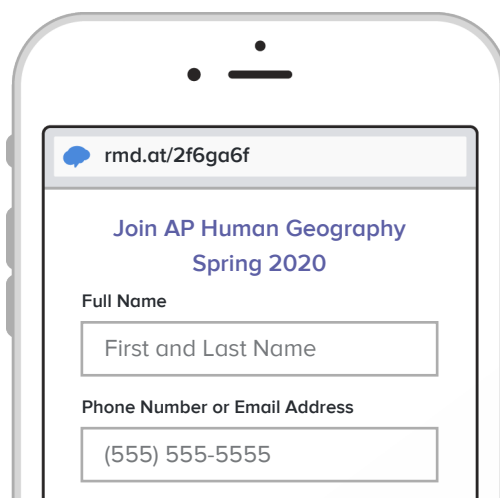 rmd.at/2f6ga6f
Join AP Human Geography
Spring 2020
Full Name
First and Last Name
Phone Number or Email Address
(555) 555-5555